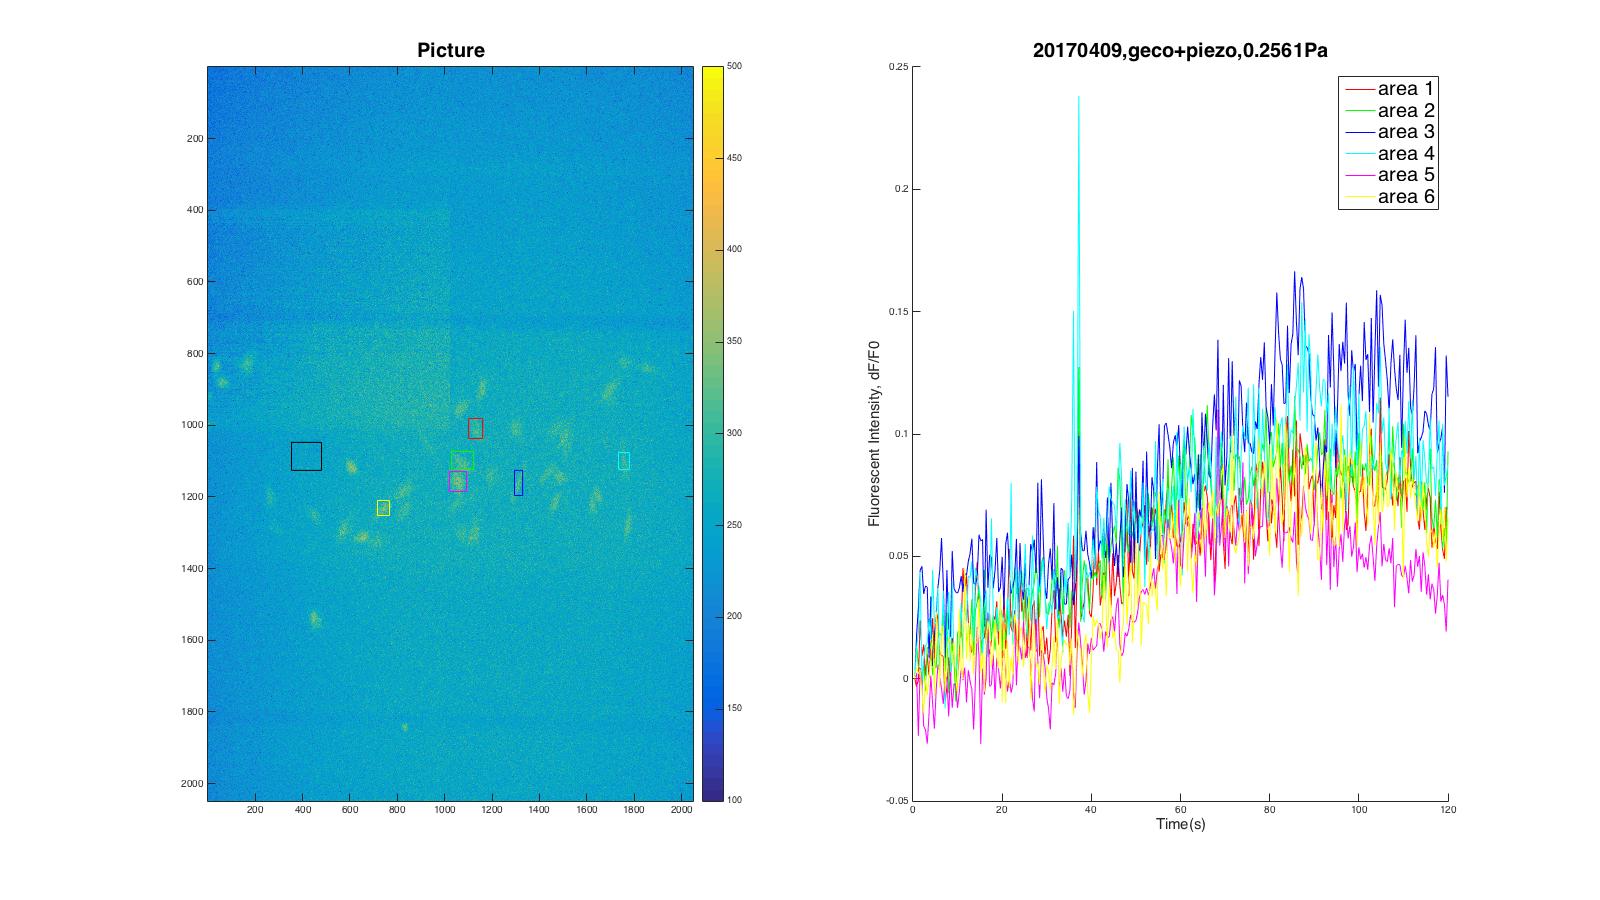 Picture
200
400
600
800
1000
1200
1400
1600
1800
2000
200 400 600 800 1000 1200 1400 1600 1800 2000
500
450
400
350
300
250
200
150
100
20170409,geco+piezo,0.2561Pa
Fluorescent Intensity, dF/F0
0.25
0.2
0.15
0.1
0.05
0
-0.05
0 20 40 60 80 100 120
Time(s)
area 1
area 2
area 3
area 4
area 5
area 6